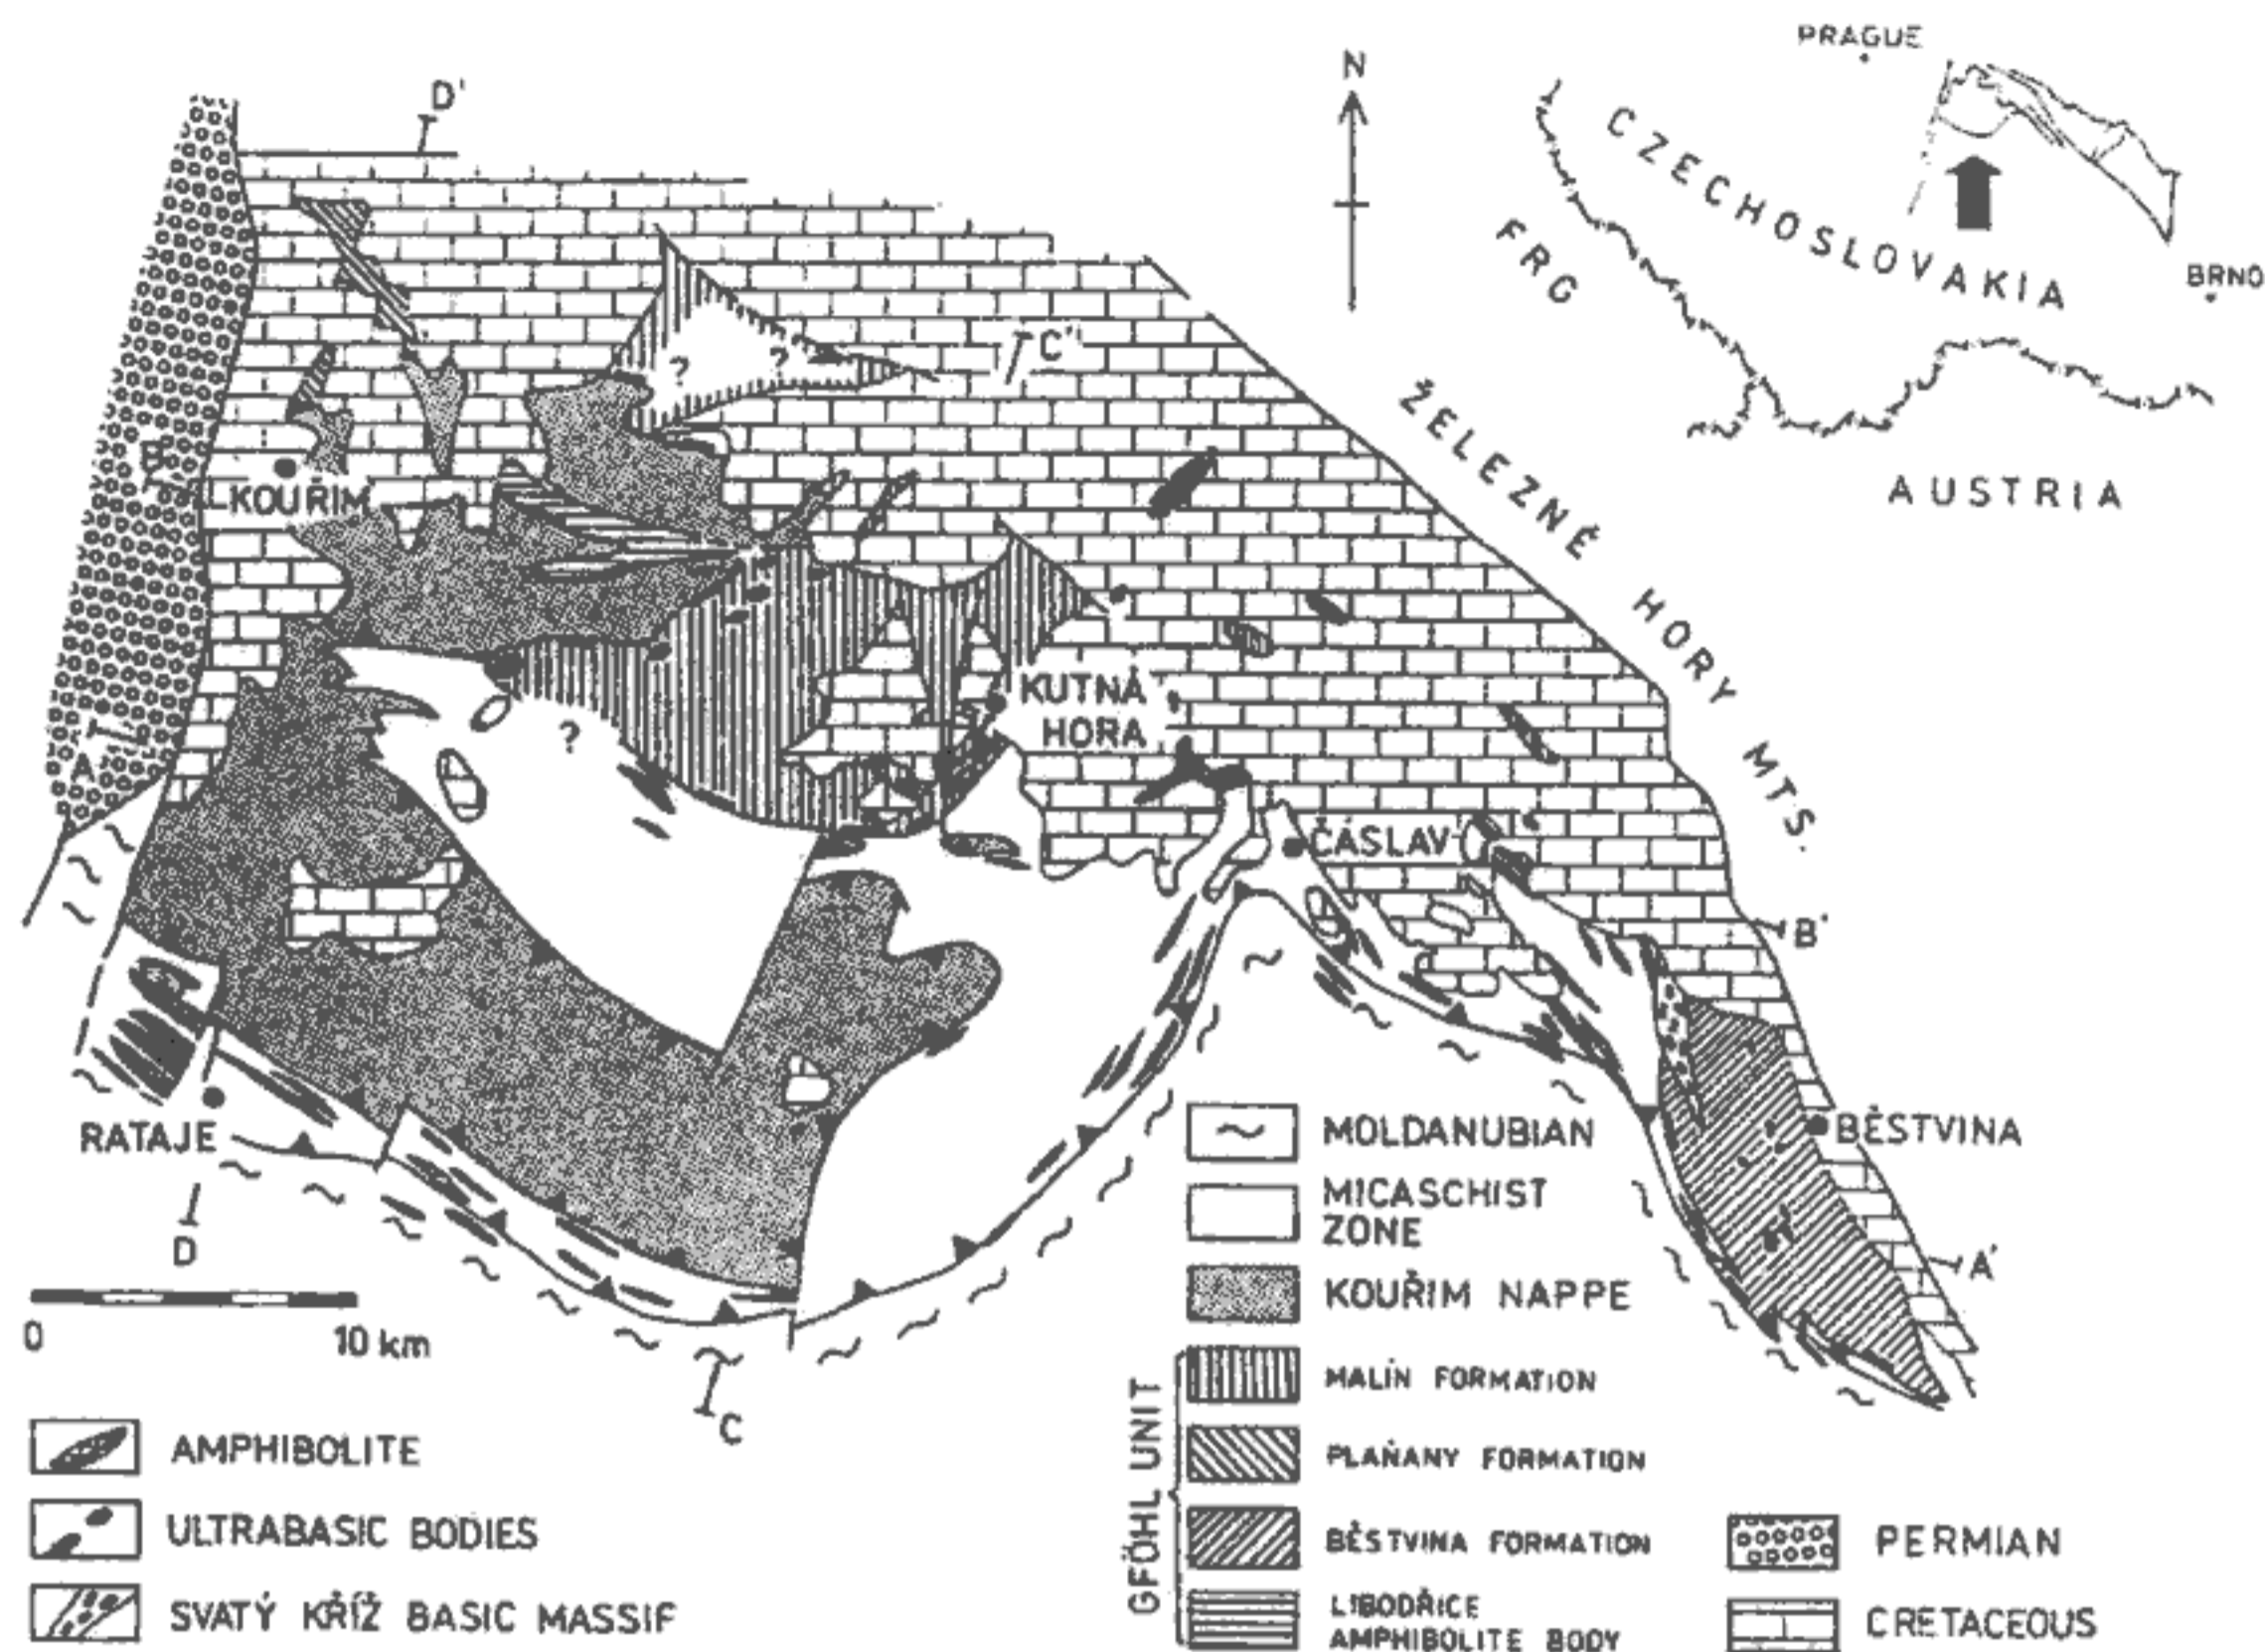 PRAGUE
D'
N
CZECHOSLOVAKIA
FRG
BRNO
AUSTRIA
? ?
C'
ŽELEZNÉ HORY MTS.
B
KOUŘIM
KUTNÁ
HORA
?
A
ČÁSLAV
B'
RATAJE
BĚSTVINA
D
A'
C
0 10 km
MOLDANUBIAN
MICASCHIST
ZONE
KOUŘIM NAPPE
GFÖHL UNIT
MALÍN FORMATION
PLAŇANY FORMATION
BĚSTVINA FORMATION
LIBODŘICE
AMPHIBOLITE BODY
AMPHIBOLITE
ULTRABASIC BODIES
SVATÝ KŘÍŽ BASIC MASSIF
PERMIAN
CRETACEOUS